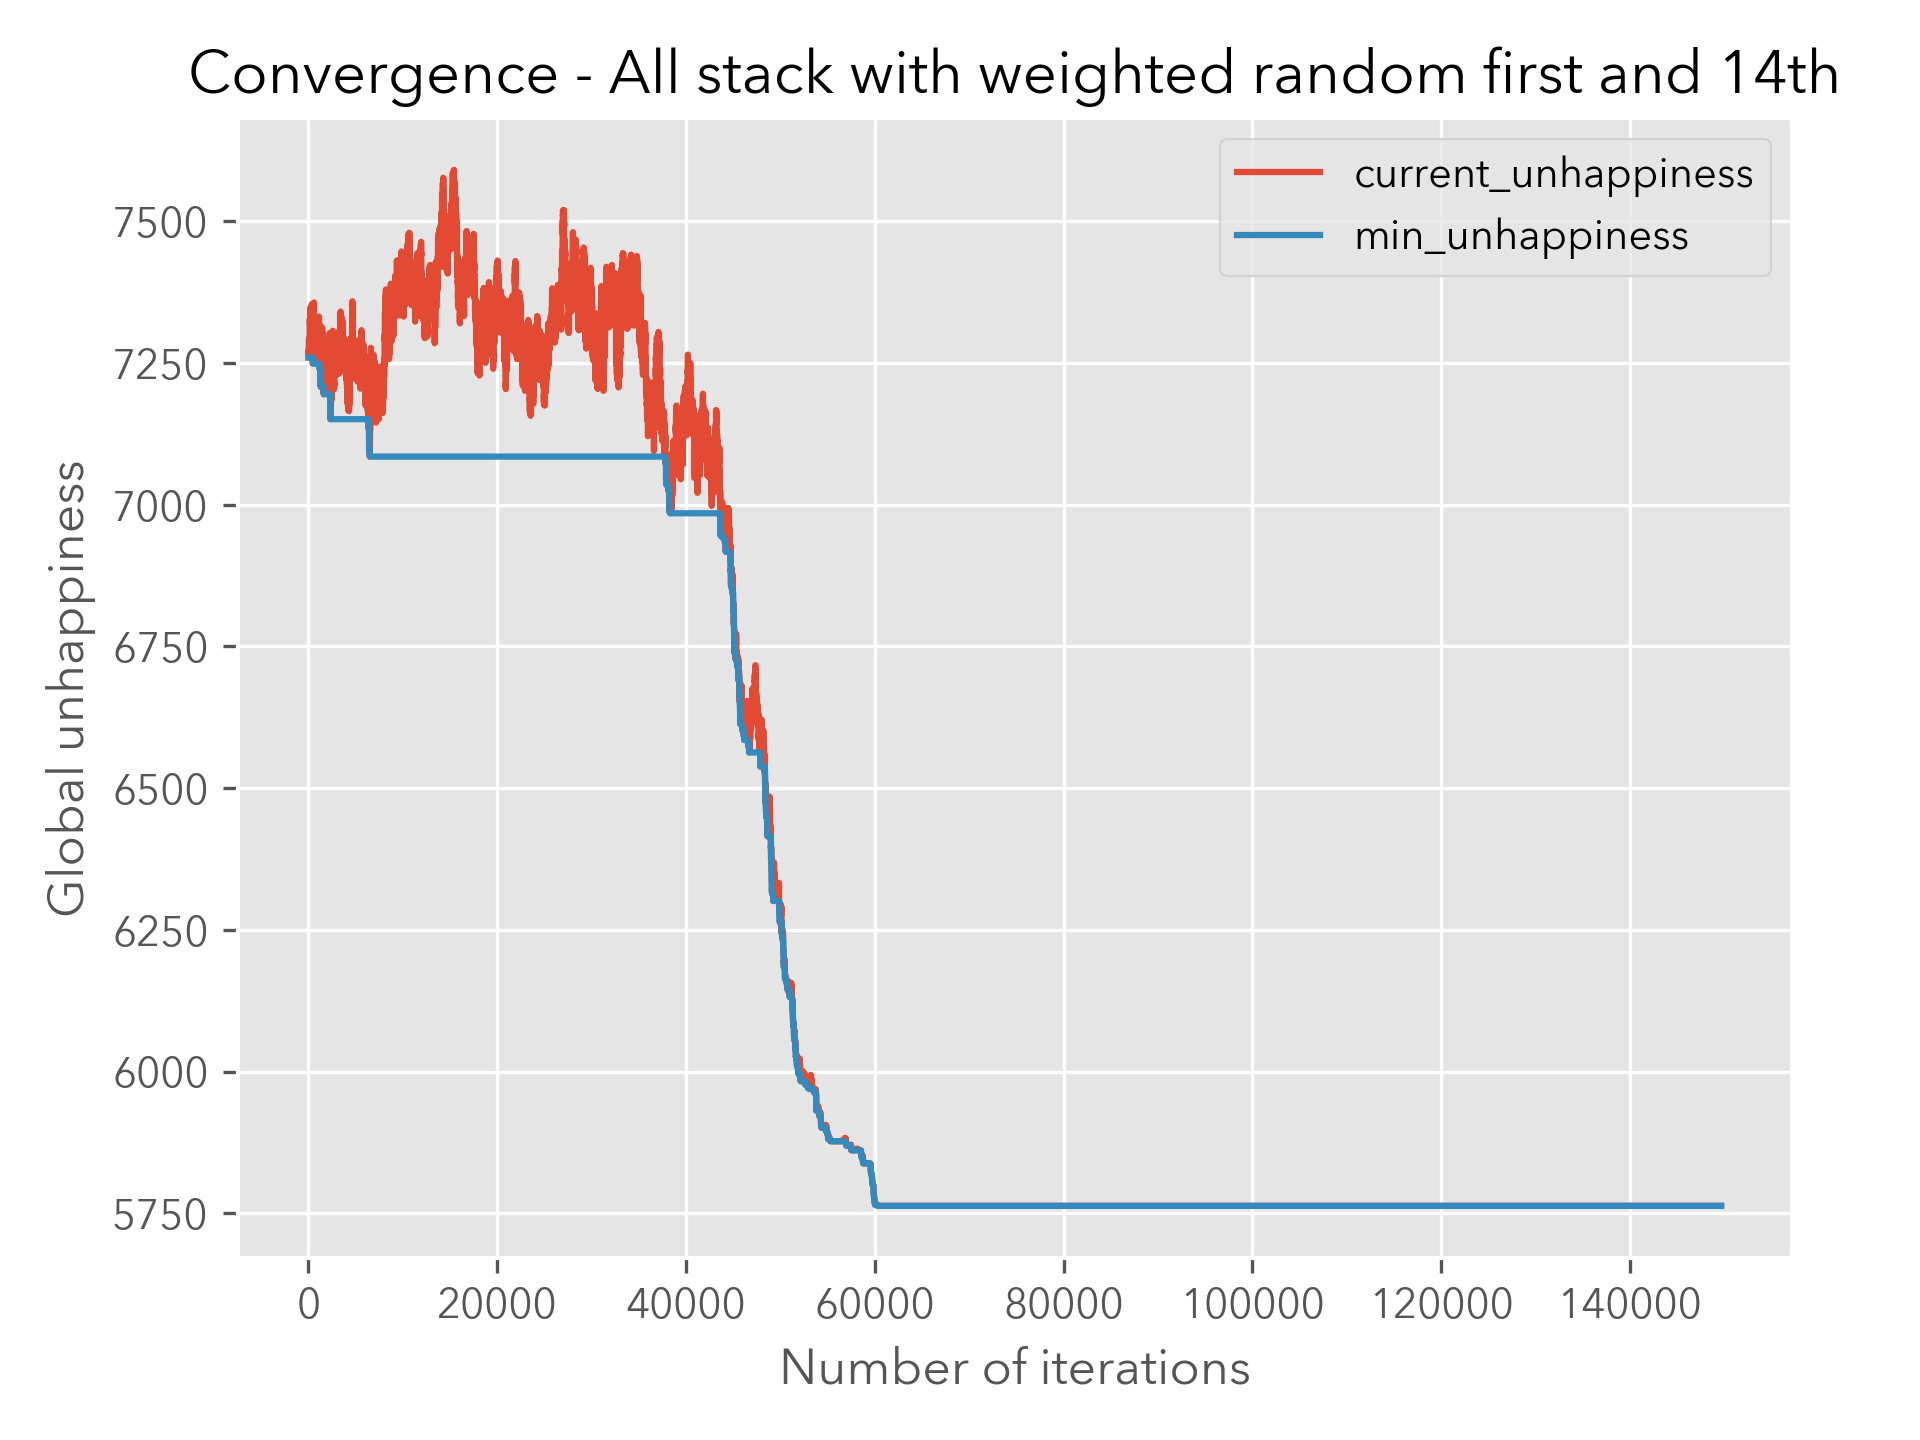 Convergence - All stack with weighted random first and 14th
current_unhappiness
min_unhappiness
Global unhappiness
7500
7250
7000
6750
6500
6250
6000
5750
0 20000 40000 60000 80000 100000 120000 140000
Number of iterations